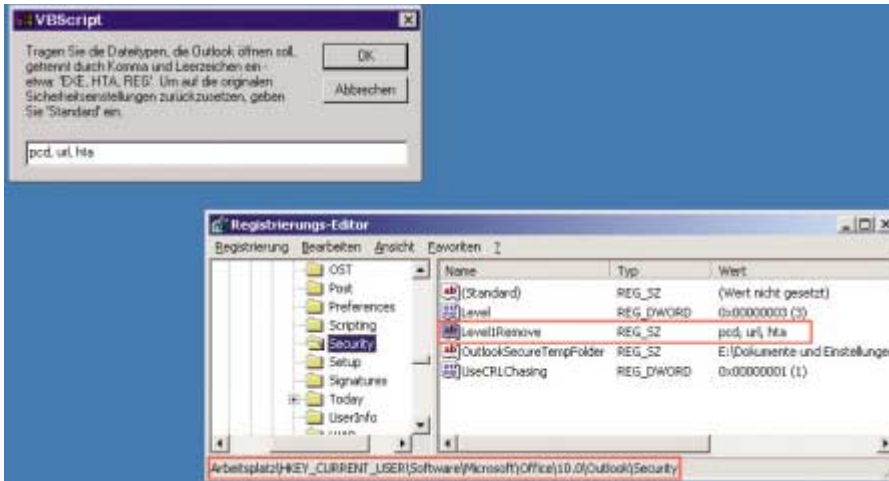 VBScript
Tragen Sie die Dateitypen, die Outlook öffnen soll,
getrennt durch Komma und Leerzeichen ein -
etwa: 'EXE, HTA, REG'. Um auf die originalen
Sicherheitseinstellungen zurückzusetzen, geben
Sie 'Standard' ein.
OK
Abbrechen
pcd, url, hta
Registrierungs-Editor
Registrierung Bearbeiten Ansicht Favoriten ?
OST
Post
Preferences
Scripting
Security
Setup
Signatures
Today
UserInfo
Name Typ Wert
(Standard) REG_SZ (Wert nicht gesetzt)
Level REG_DWORD 0x00000003 (3)
Level1Remove REG_SZ pcd, url, hta
OutlookSecureTempFolder REG_SZ E:\Dokumente und Einstellunge
UseCRLChasing REG_DWORD 0x00000001 (1)
Arbeitsplatz\HKEY_CURRENT_USER\Software\Microsoft\Office\10.0\Outlook\Security